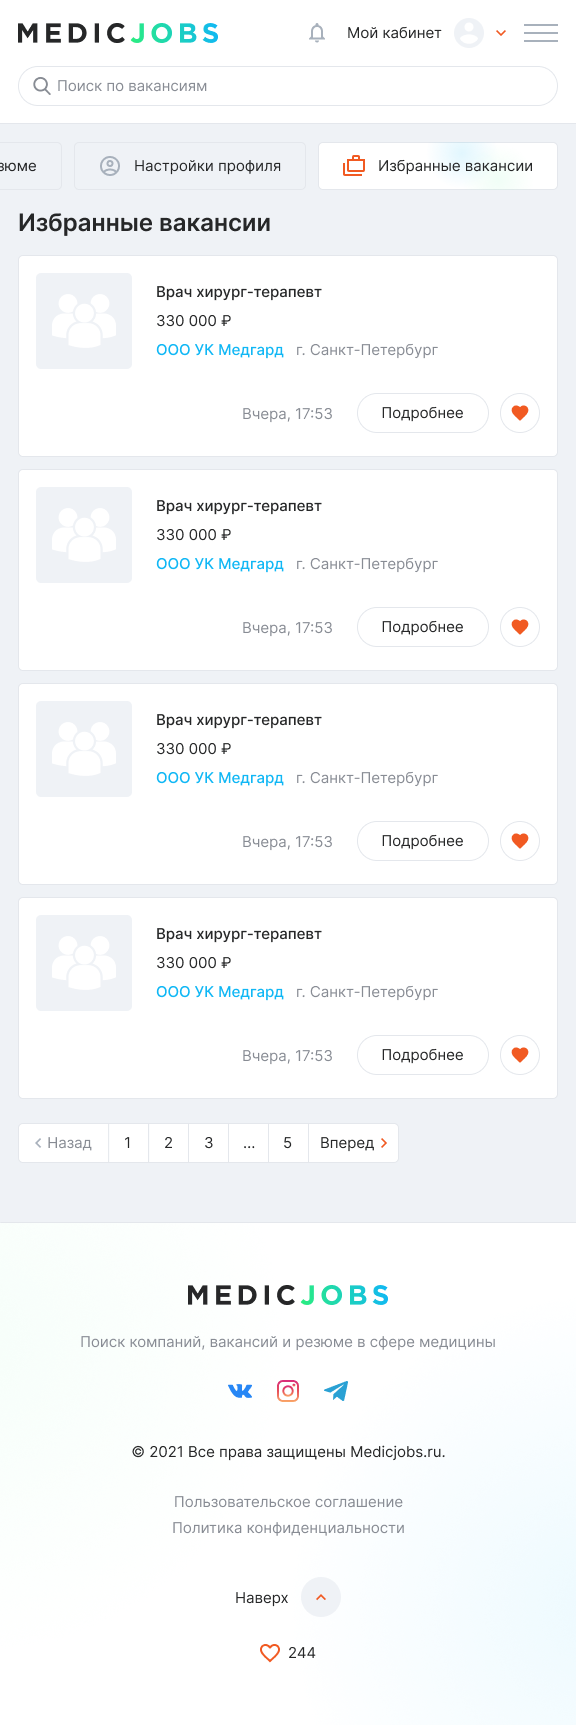 MEDICJOBS
Мой кабинет
Поиск по вакансиям
зюме
Настройки профиля
Избранные вакансии
Избранные вакансии
Врач хирург-терапевт
330 000 ₽
ООО УК Медгард г. Санкт-Петербург
Вчера, 17:53
Подробнее
Врач хирург-терапевт
330 000 ₽
ООО УК Медгард г. Санкт-Петербург
Вчера, 17:53
Подробнее
Врач хирург-терапевт
330 000 ₽
ООО УК Медгард г. Санкт-Петербург
Вчера, 17:53
Подробнее
Врач хирург-терапевт
330 000 ₽
ООО УК Медгард г. Санкт-Петербург
Вчера, 17:53
Подробнее
Назад 1 2 3 ... 5 Вперед
MEDICJOBS
Поиск компаний, вакансий и резюме в сфере медицины
© 2021 Все права защищены Medicjobs.ru.
Пользовательское соглашение
Политика конфиденциальности
Наверх
244